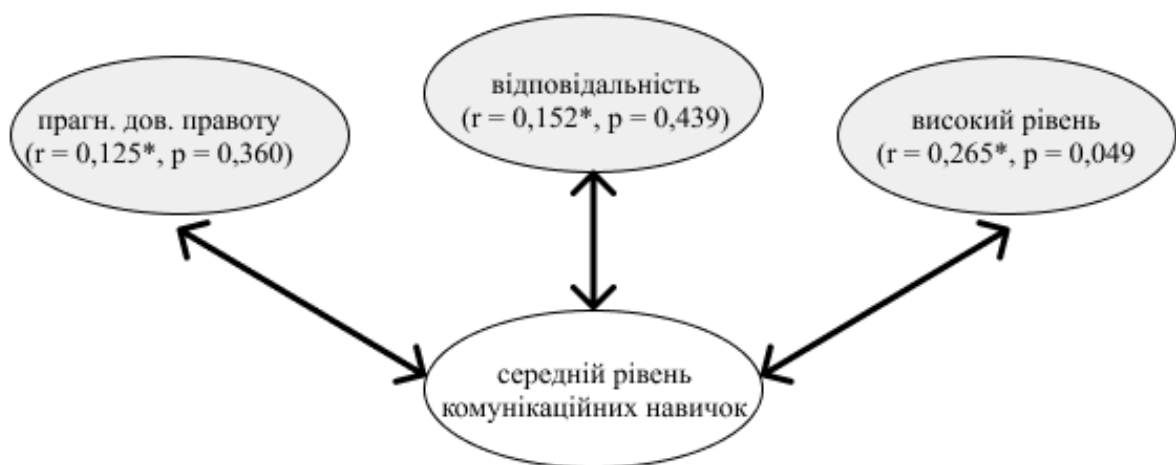 прагн. дов. правоту
(r = 0,125*, p = 0,360)
відповідальність
(r = 0,152*, p = 0,439)
високий рівень
(r = 0,265*, p = 0,049
середній рівень
комунікаційних навичок